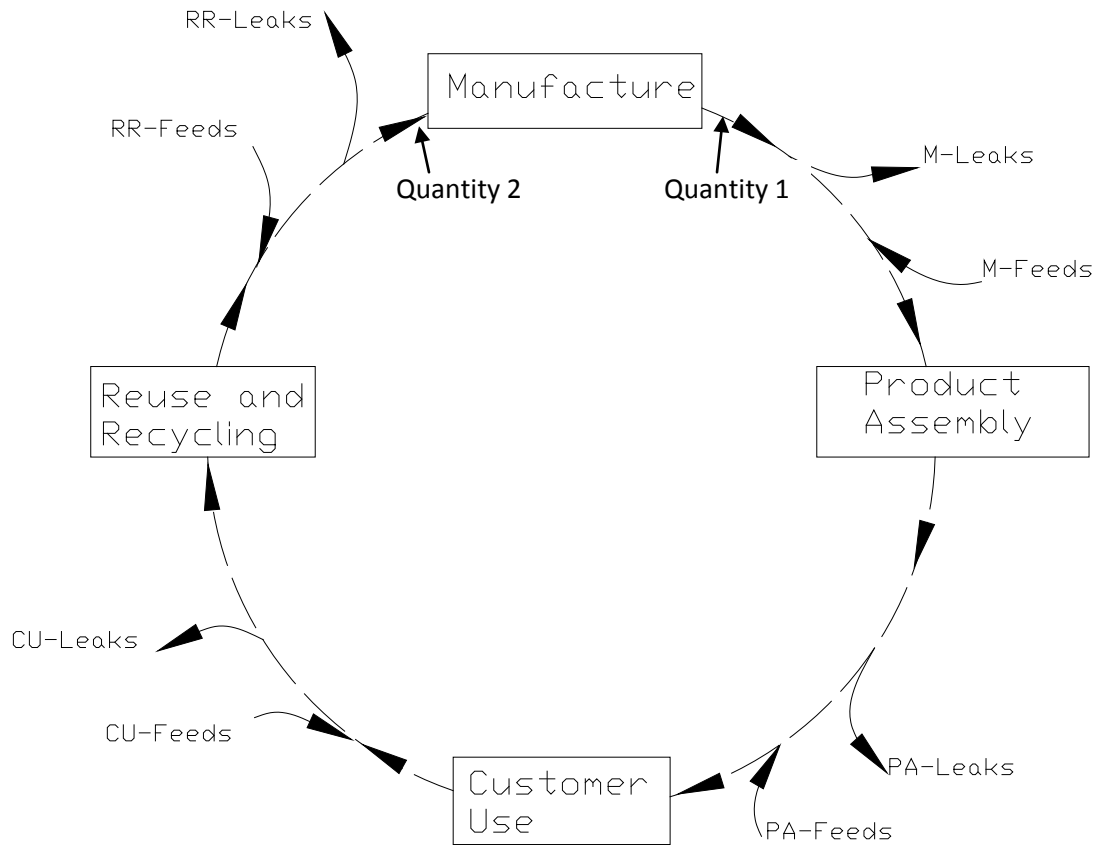 RR-Leaks
Manufacture
RR-Feeds
M-Leaks
Quantity 2
Quantity 1
M-Feeds
Reuse and
Recycling
Product
Assembly
CU-Leaks
CU-Feeds
PA-Leaks
Customer
Use
PA-Feeds